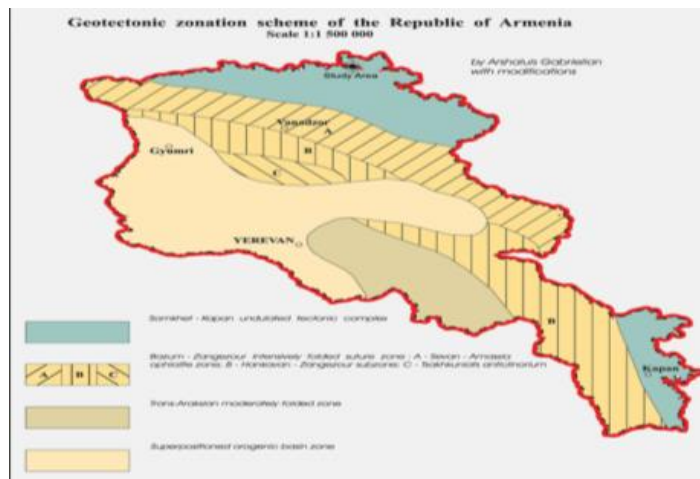 Geotectonic zonation scheme of the Republic of Armenia
Scale 1:1 500 000
by Arshaluis Gabrielian
with modifications
Study Area
Vanadzor
A
B
Gyumri
C
YEREVAN
B
Kapan
Somkhet - Kapan undulated tectonic complex
A B C
Bazum - Zangezour intensively folded suture zone : A - Sevan - Amasia
ophiolite zone; B - Hankavan - Zangezour subzone; C - Tsakhkuniats anticlinorium
Trans-Araksian moderately folded zone
Superpositioned orogenic basin zone